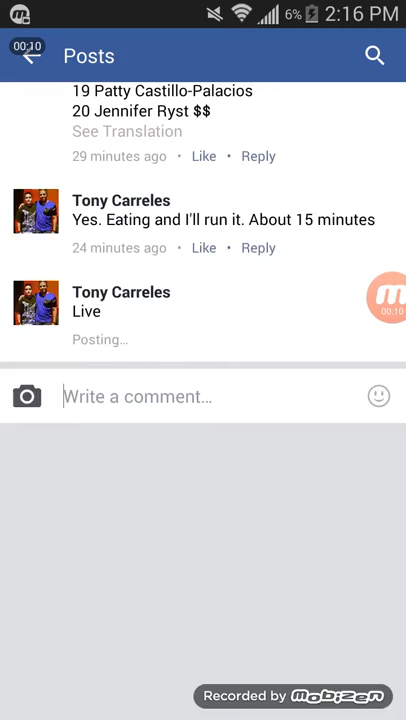 6% 2:16 PM
00:10
Posts
19 Patty Castillo-Palacios
20 Jennifer Ryst $$
See Translation
29 minutes ago • Like • Reply
Tony Carreles
Yes. Eating and I'll run it. About 15 minutes
24 minutes ago • Like • Reply
Tony Carreles
Live
00:10
Posting...
Write a comment...
Recorded by mobizen